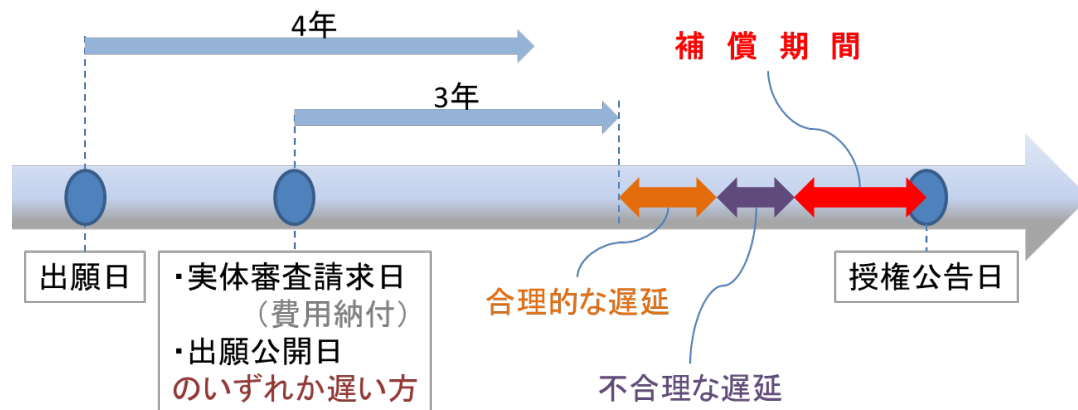 4年
補償期間
3年
出願日
・実体審査請求日
（費用納付）
・出願公開日
のいずれか遅い方
合理的な遅延
不合理な遅延
授権公告日